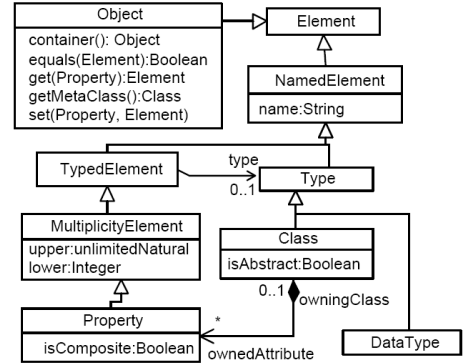 Object
container(): Object
equals(Element):Boolean
get(Property):Element
getMetaClass():Class
set(Property, Element)
Element
NamedElement
name:String
TypedElement
type
0..1
Type
MultiplicityElement
upper:unlimitedNatural
lower:Integer
Class
isAbstract:Boolean
0..1
owningClass
Property
isComposite:Boolean
*
ownedAttribute
DataType